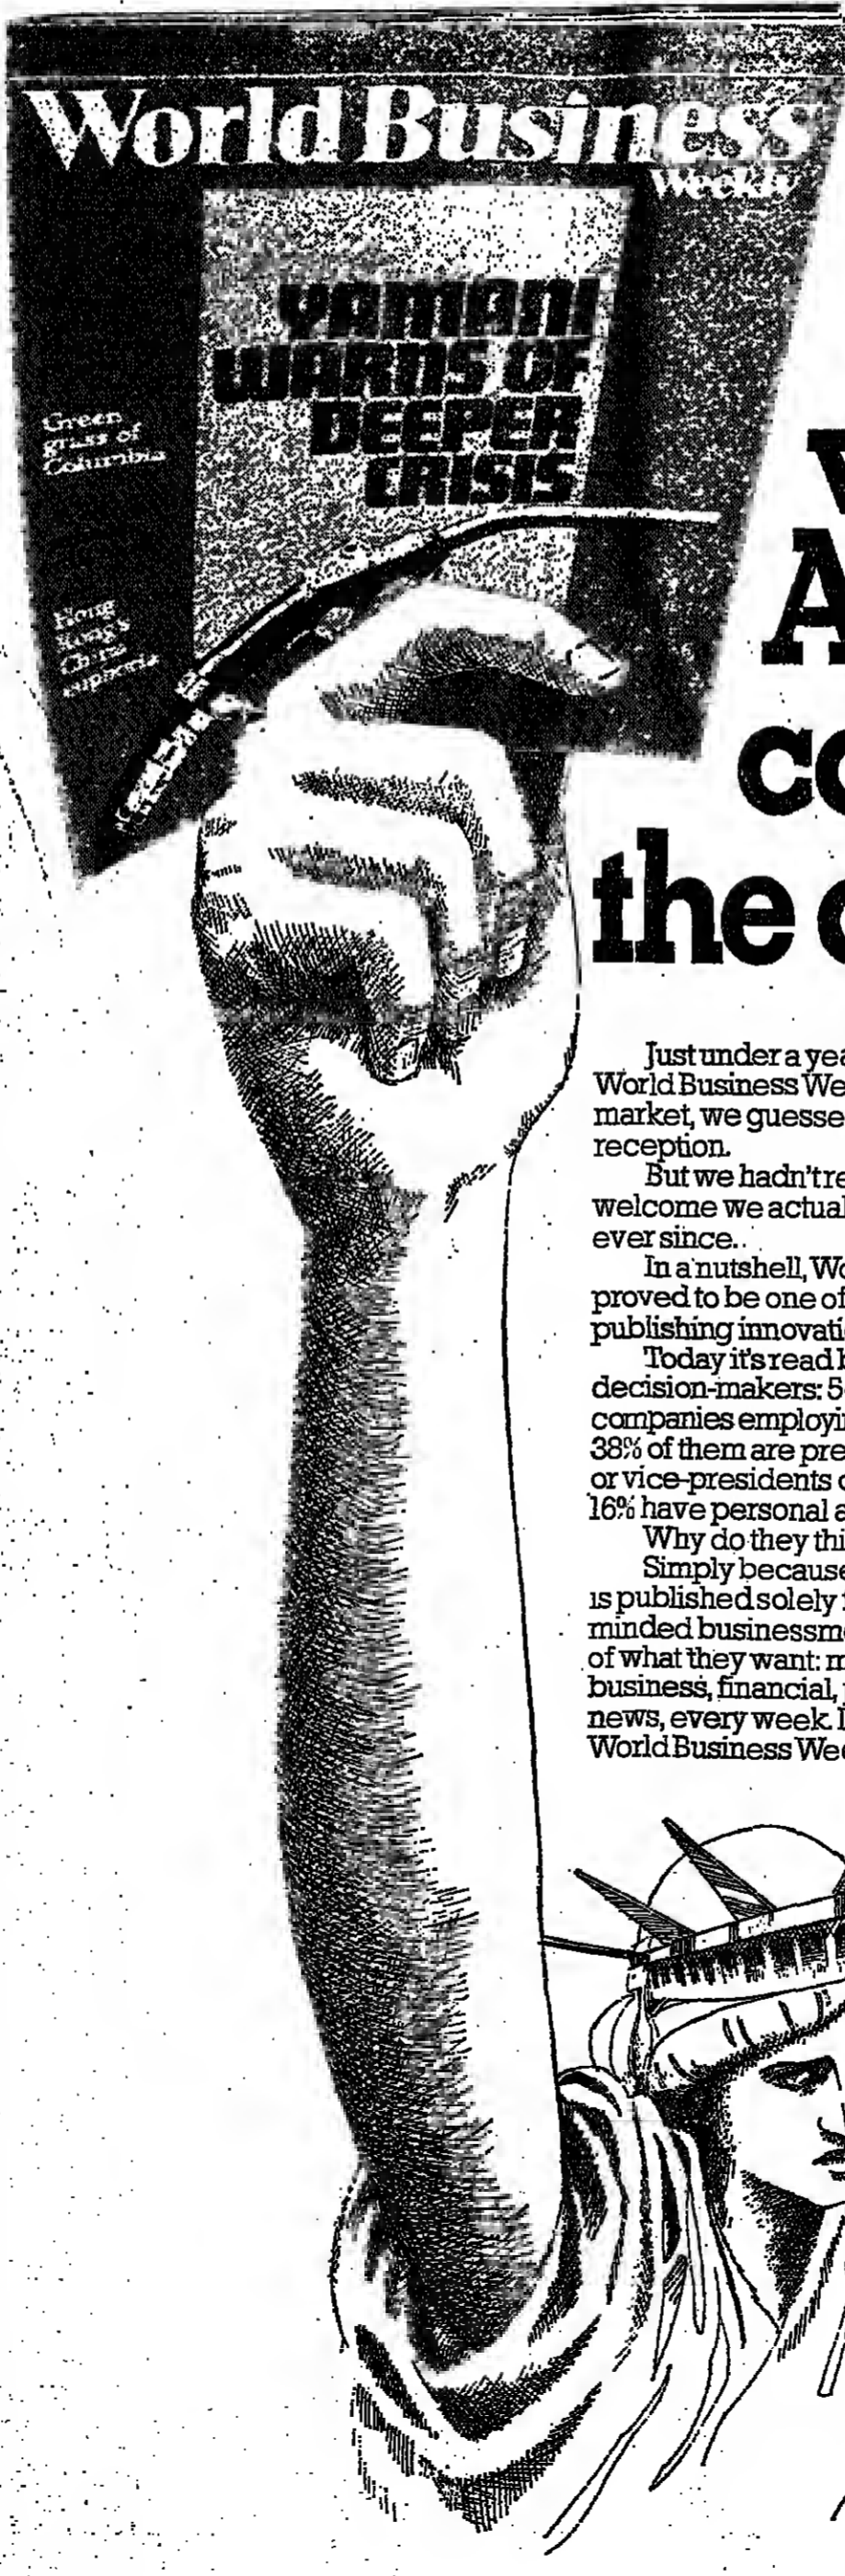 World Business
Weekly
YAMANI
WARNS OF
DEEPER
CRISIS
Green
grass of
Columbia
Hong
Kong's
China
euphoria
A
co
the
Just under a yea
World Business We
market, we guesse
reception.
But we hadn't re
welcome we actual
ever since..
In a nutshell, Wo
proved to be one of
publishing innovati
Today it's read b
decision-makers: 5
companies employi
38% of them are pre
or vice-presidents o
16% have personal a
Why do they thi
Simply because
is published solely f
minded businessme
of what they want: m
business, financial,
news, every week. I
World Business Wee